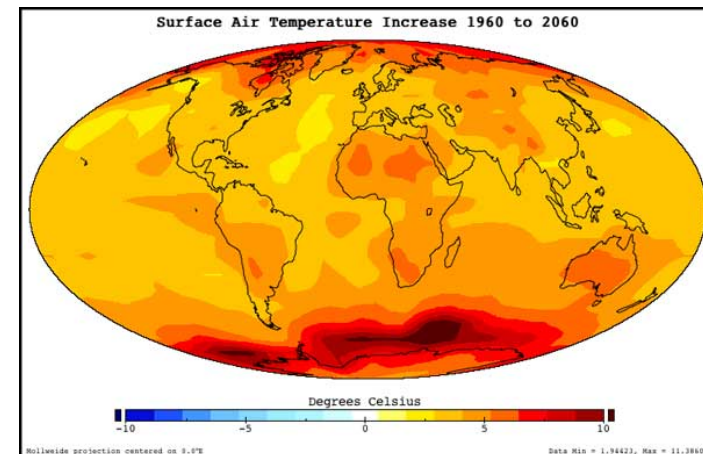 Surface Air Temperature Increase 1960 to 2060
Degrees Celsius
-10 -5 0 5 10
Mollweide projection centered on 0.0°E
Data Min = 1.94423, Max = 11.3860